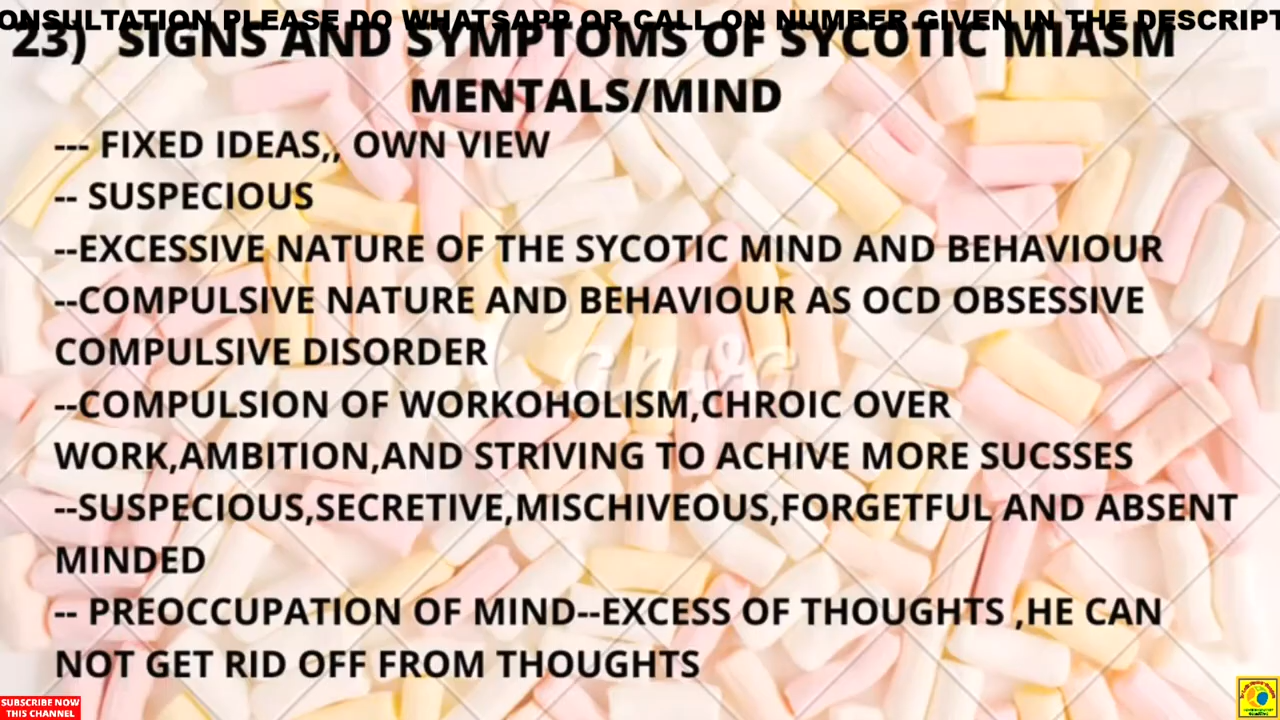 ONSULTATION PLEASE DO WHATSAPP OR CALL ON NUMBER GIVEN IN THE DESCRIPT
23) SIGNS AND SYMPTOMS OF SYCOTIC MIASM
MENTALS/MIND
--- FIXED IDEAS,, OWN VIEW
-- SUSPECIOUS
--EXCESSIVE NATURE OF THE SYCOTIC MIND AND BEHAVIOUR
--COMPULSIVE NATURE AND BEHAVIOUR AS OCD OBSESSIVE
COMPULSIVE DISORDER
--COMPULSION OF WORKOHOLISM,CHROIC OVER
WORK,AMBITION,AND STRIVING TO ACHIVE MORE SUCSSES
--SUSPECIOUS,SECRETIVE,MISCHIVEOUS,FORGETFUL AND ABSENT
MINDED
-- PREOCCUPATION OF MIND--EXCESS OF THOUGHTS ,HE CAN
NOT GET RID OFF FROM THOUGHTS
Canva
SUBSCRIBE NOW
THIS CHANNEL